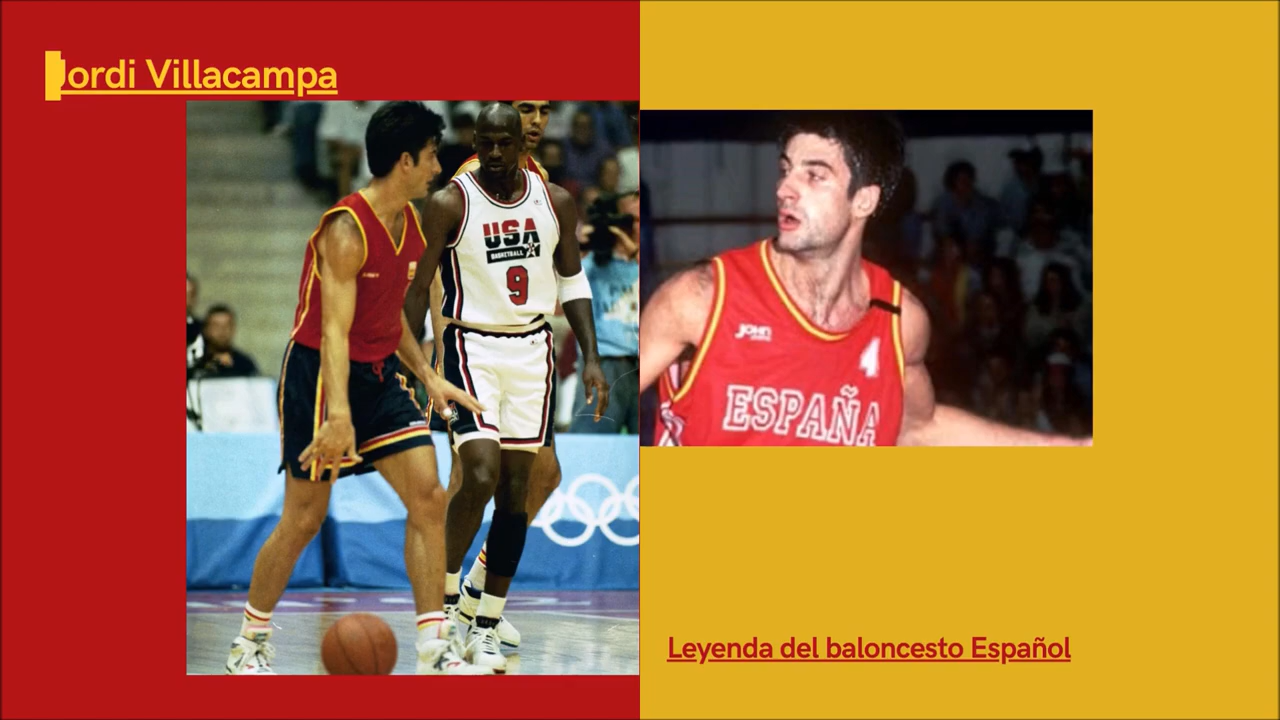 Jordi Villacampa
USA
BASKETBALL
9
JOHN
4
ESPAÑA
Leyenda del baloncesto Español